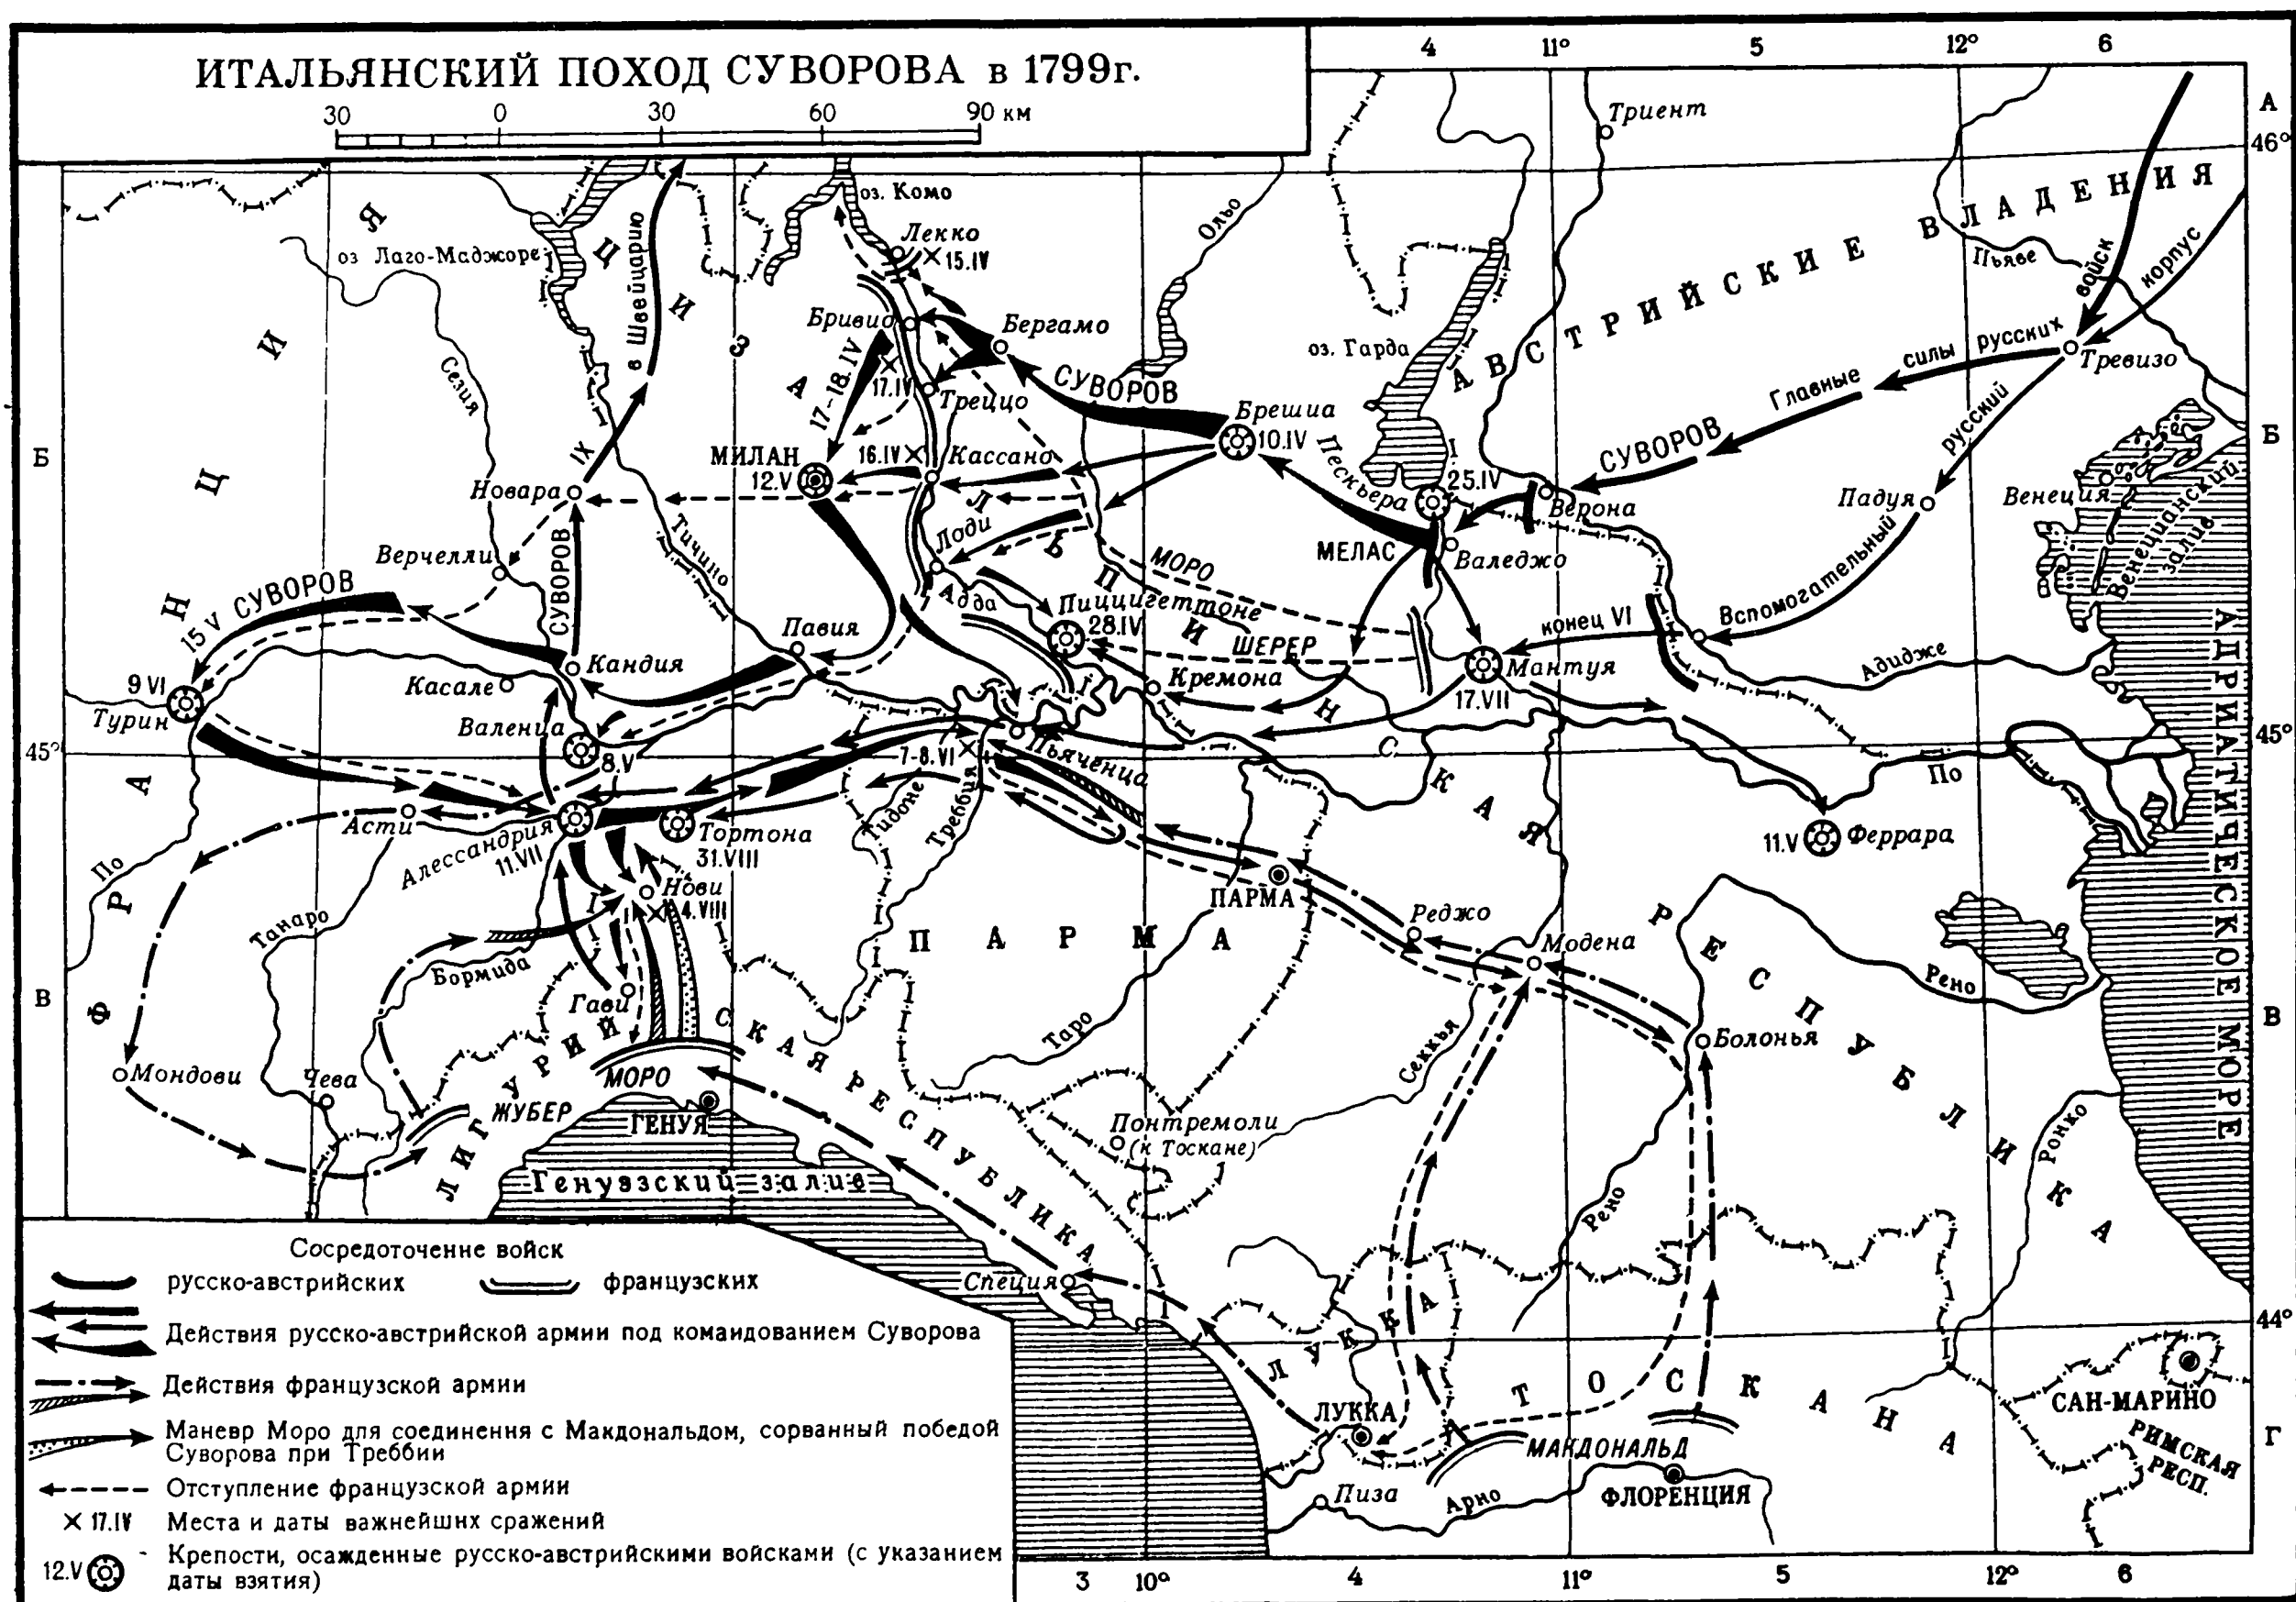 ИТАЛЬЯНСКИЙ ПОХОД СУВОРОВА в 1799г.
30 0 30 60 90 км
4 11° 5 12° 6
А
46°
Б
45°
В
44°
Г
Б
45°
В
3 10° 4 11° 5 12° 6
Триент
АВСТРИЙСКИЕ ВЛАДЕНИЯ
оз. Комо
оз. Лаго-Маджоре
Лекко
15.IV
Ольо
Пьяве
войск
корпус
в Швейцарию
Сезия
Бривио
Бергамо
оз. Гарда
силы русских
Тревизо
Главные
русский
17-18.IV
17.IV
Треццо
СУВОРОВ
Брешиа
10.IV
СУВОРОВ
МИЛАН
12.V
16.IV
Кассано
Пескьера
25.IV
Верона
Падуя
Венеция
Венецианский
залив
IX
Новара
Верчелли
Тичино
Лоди
МОРО
МЕЛАС
Валеджо
СУВОРОВ
15 V СУВОРОВ
Адда
Пиццигеттоне
28.IV
конец VI
Вспомогательный
Павия
ШЕРЕР
Кандия
Касале
Кремона
Мантуя
17.VII
Адидже
9 VI
Турин
Валенца
8.V
7-8.VI
Пьяченца
По
АДРИАТИЧЕСКОЕ МОРЕ
Асти
Алессандрия
11.VII
Тортона
31.VIII
Тидоне
Треббия
11.V
Феррара
По
Нови
4.VIII
ПАРМА
Реджо
Модена
Танаро
Бормида
ПАРМА
Рено
Гави
Таро
Секкья
Болонья
ФРАНЦИЯ
ЦИЗАЛЬПИНСКАЯ РЕСПУБЛИКА
Мондови
Чева
МОРО
ЖУБЕР
ГЕНУЯ
ЛИГУРИЙСКАЯ РЕСПУБЛИКА
Понтремоли
(к Тоскане)
Ронко
Генуэзский залив
Рено
Специя
ЛУККА
ТОСКАНА
САН-МАРИНО
ЛУККА
МАКДОНАЛЬД
РИМСКАЯ
РЕСП.
Пиза
Арно
ФЛОРЕНЦИЯ
Сосредоточение войск
русско-австрийских французских
Действия русско-австрийской армии под командованием Суворова
Действия французской армии
Маневр Моро для соединения с Макдональдом, сорванный победой
Суворова при Треббии
Отступление французской армии
17.IV Места и даты важнейших сражений
12.V Крепости, осажденные русско-австрийскими войсками (с указанием
даты взятия)